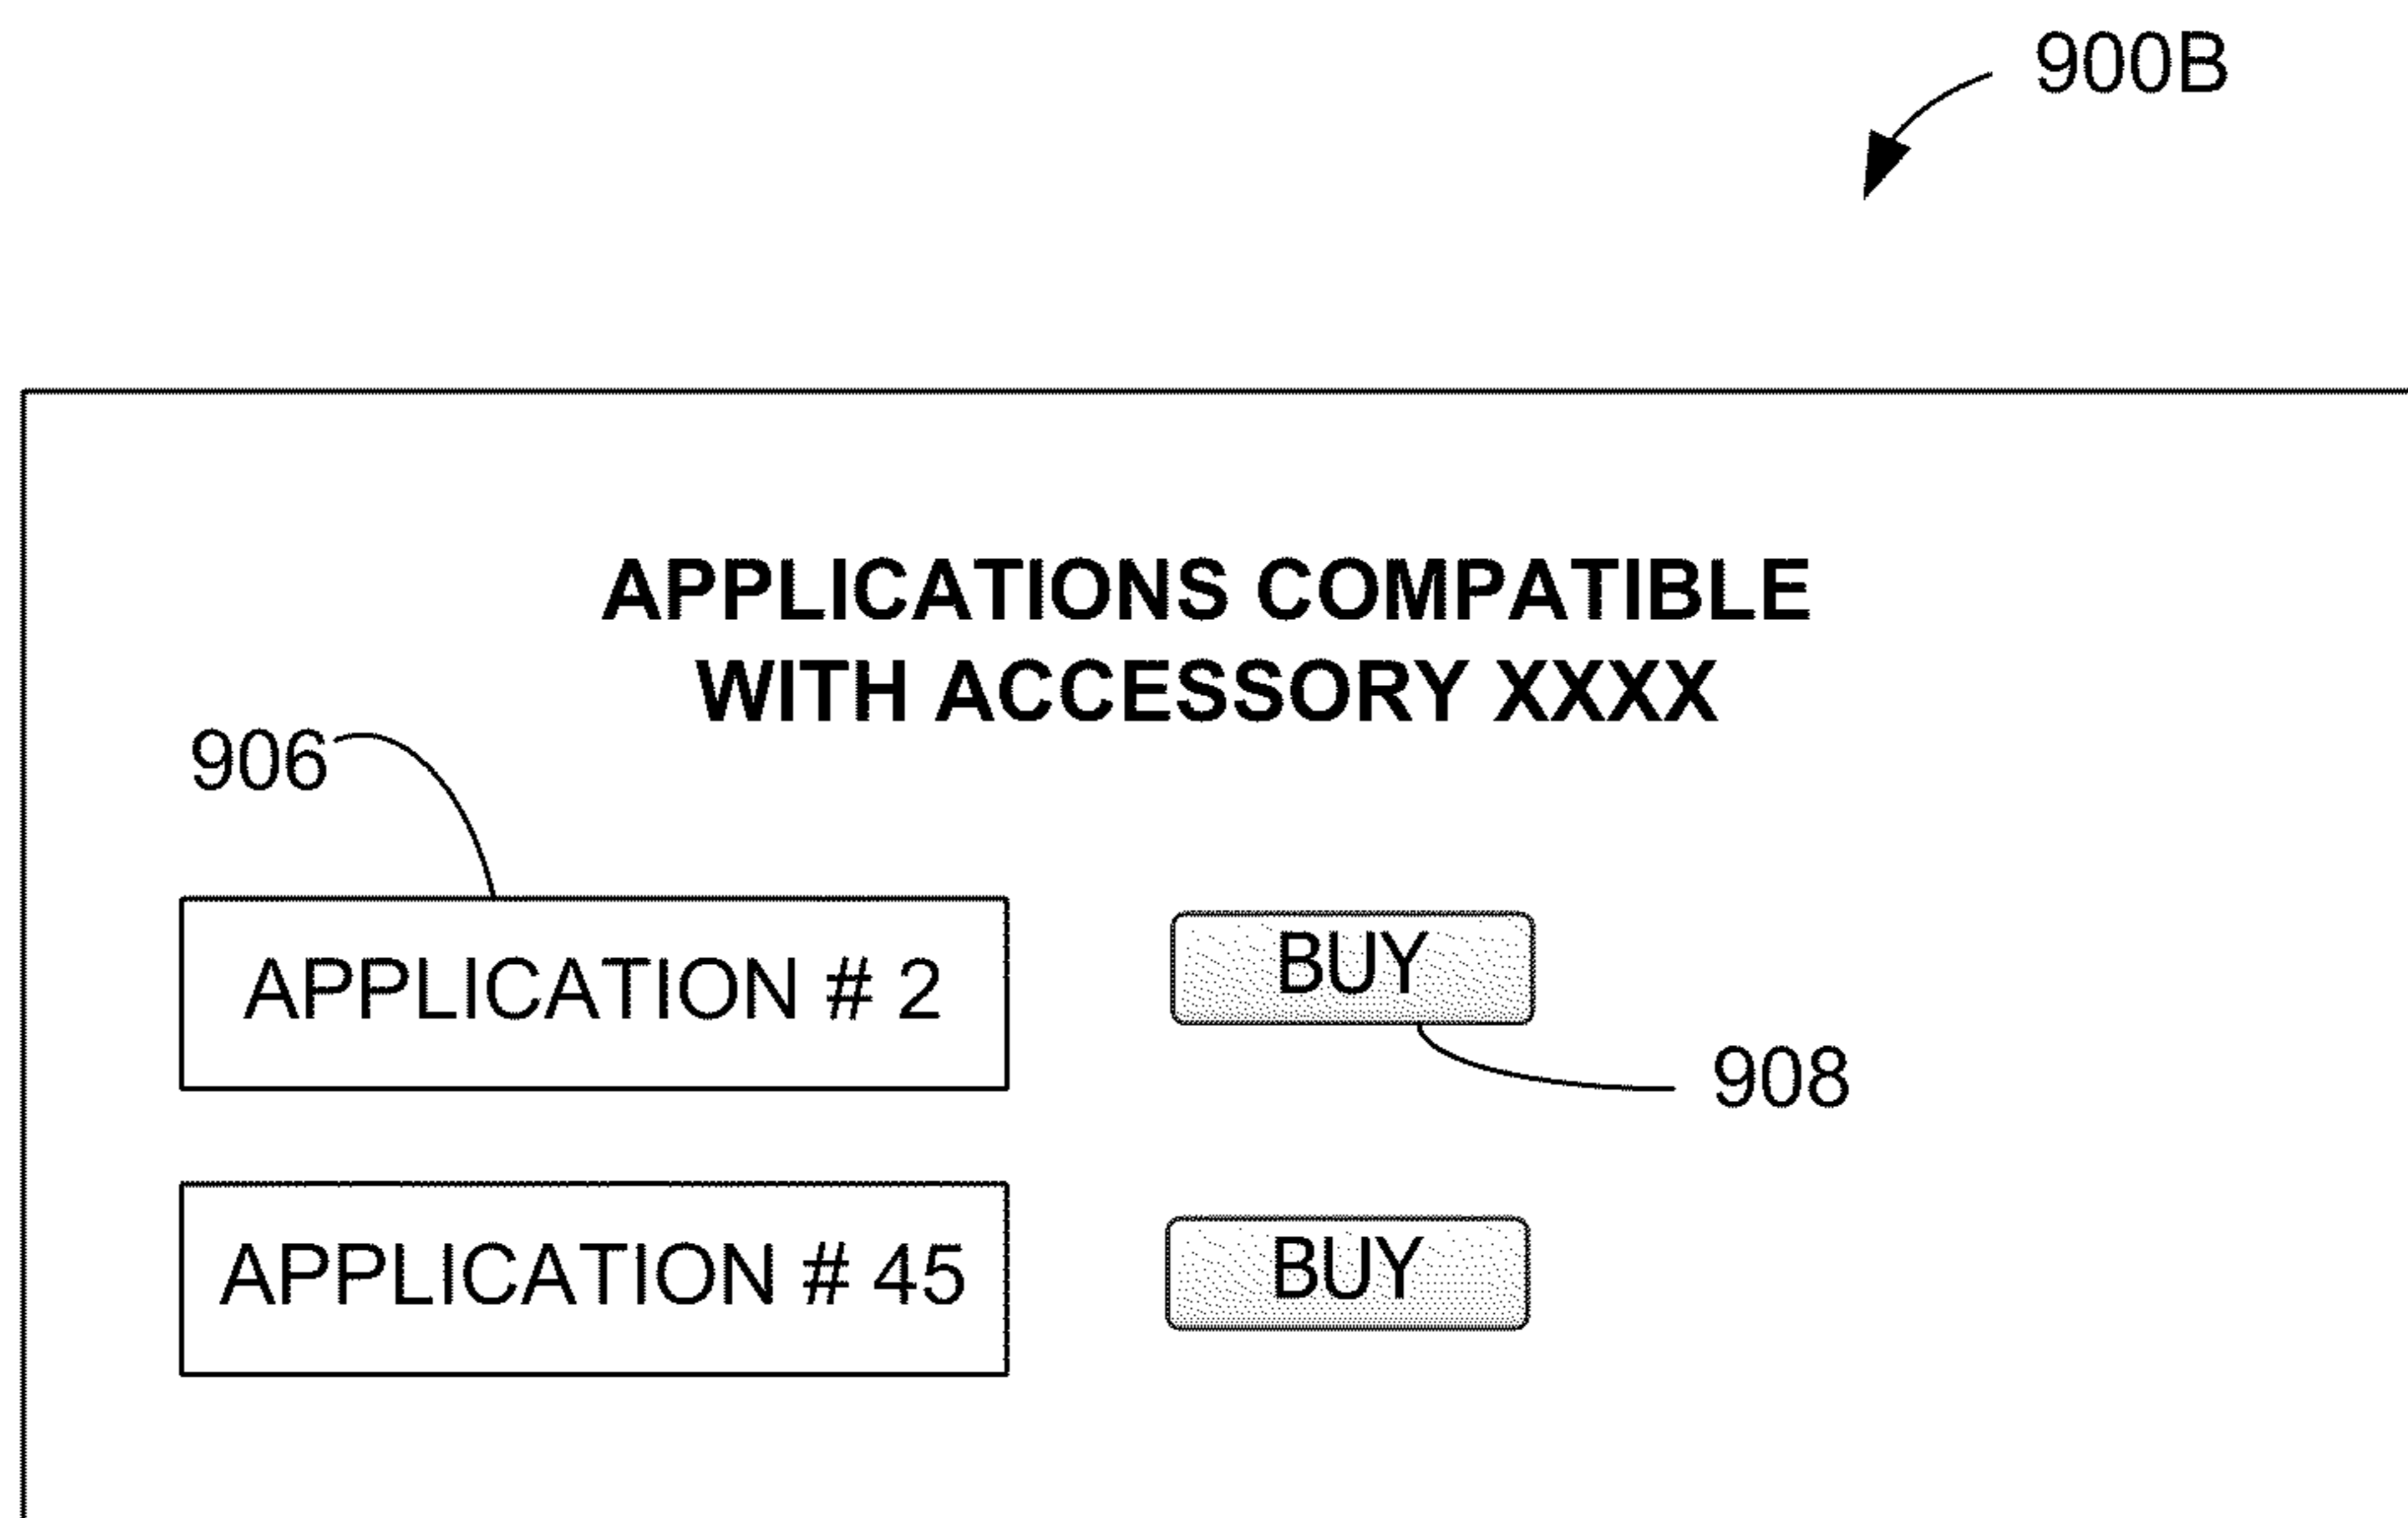 900B
APPLICATIONS COMPATIBLE
WITH ACCESSORY XXXX
906
APPLICATION # 2
BUY
908
APPLICATION # 45
BUY